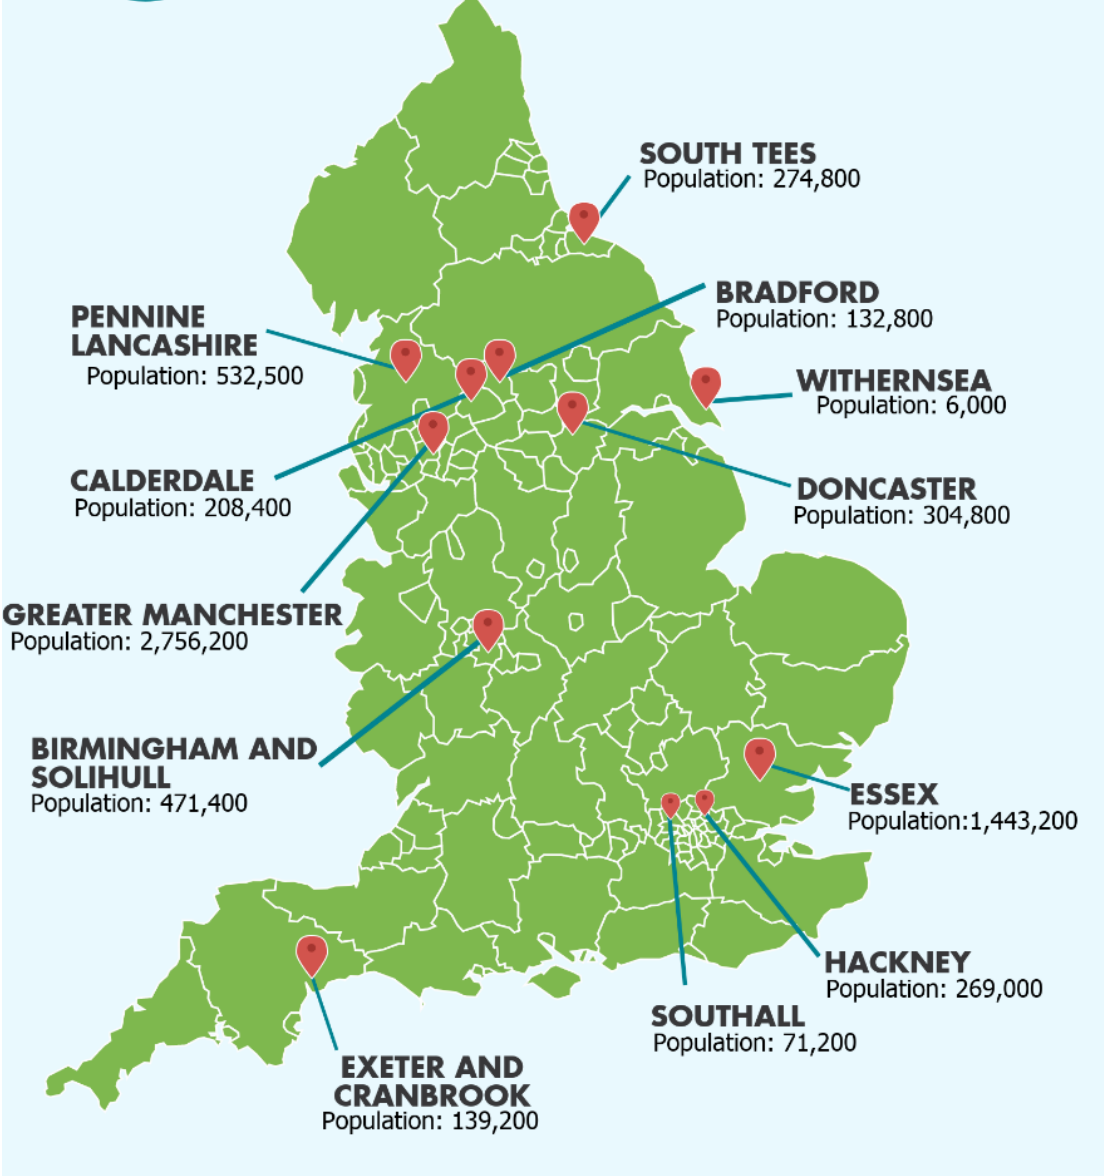 SOUTH TEES
Population: 274,800
BRADFORD
Population: 132,800
PENNINE
LANCASHIRE
Population: 532,500
WITHERNSEA
Population: 6,000
CALDERDALE
Population: 208,400
DONCASTER
Population: 304,800
GREATER MANCHESTER
Population: 2,756,200
BIRMINGHAM AND
SOLIHULL
Population: 471,400
ESSEX
Population:1,443,200
HACKNEY
Population: 269,000
SOUTHALL
Population: 71,200
EXETER AND
CRANBROOK
Population: 139,200